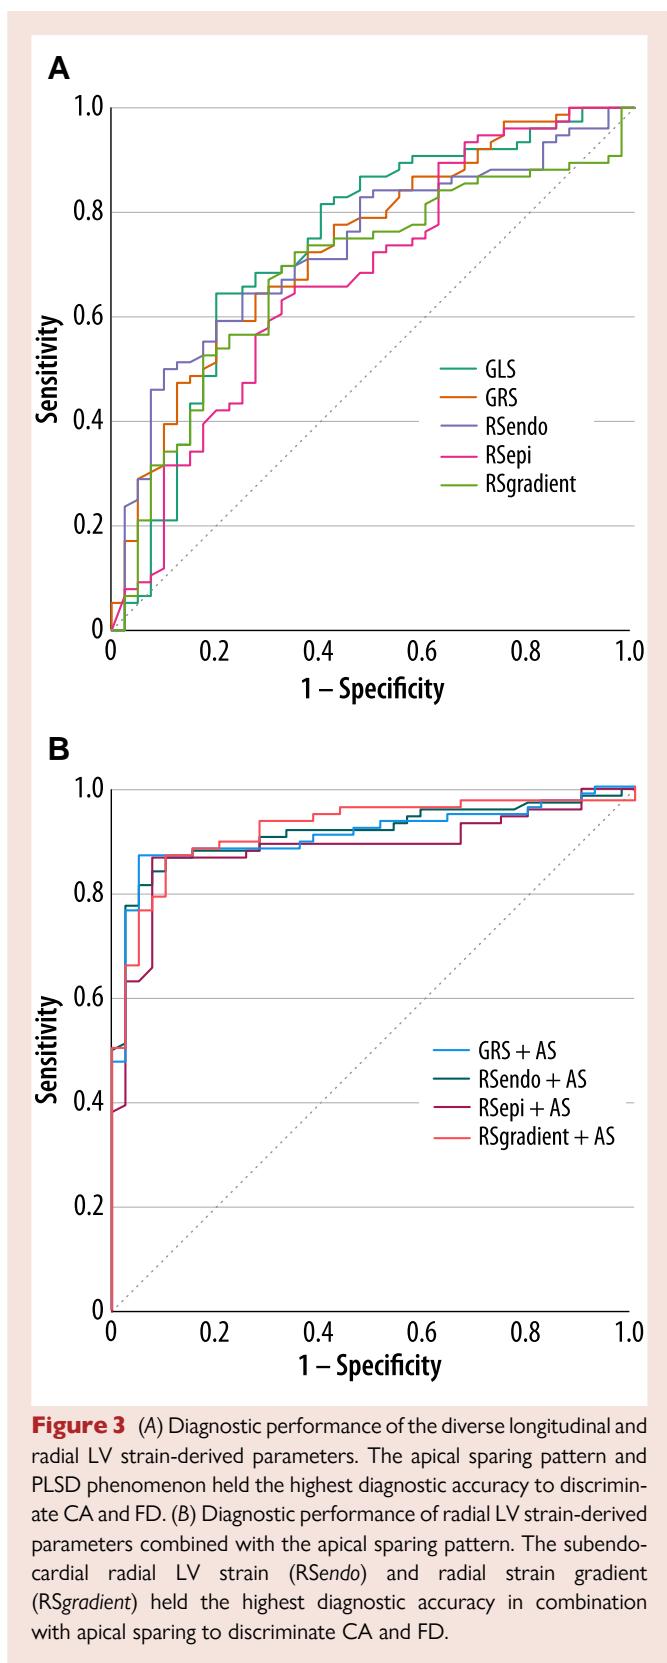 A
1.0
0.8
0.6
0.4
0.2
0
Sensitivity
GLS
GRS
RSendo
RSepi
RSgradient
0 0.2 0.4 0.6 0.8 1.0
1 – Specificity
B
1.0
0.8
0.6
0.4
0.2
0
Sensitivity
GRS + AS
RSendo + AS
RSepi + AS
RSgradient + AS
0 0.2 0.4 0.6 0.8 1.0
1 – Specificity
Figure 3 (A) Diagnostic performance of the diverse longitudinal and
radial LV strain-derived parameters. The apical sparing pattern and
PLSD phenomenon held the highest diagnostic accuracy to discrimin-
ate CA and FD. (B) Diagnostic performance of radial LV strain-derived
parameters combined with the apical sparing pattern. The subendo-
cardial radial LV strain (RSendo) and radial strain gradient
(RSgradient) held the highest diagnostic accuracy in combination
with apical sparing to discriminate CA and FD.